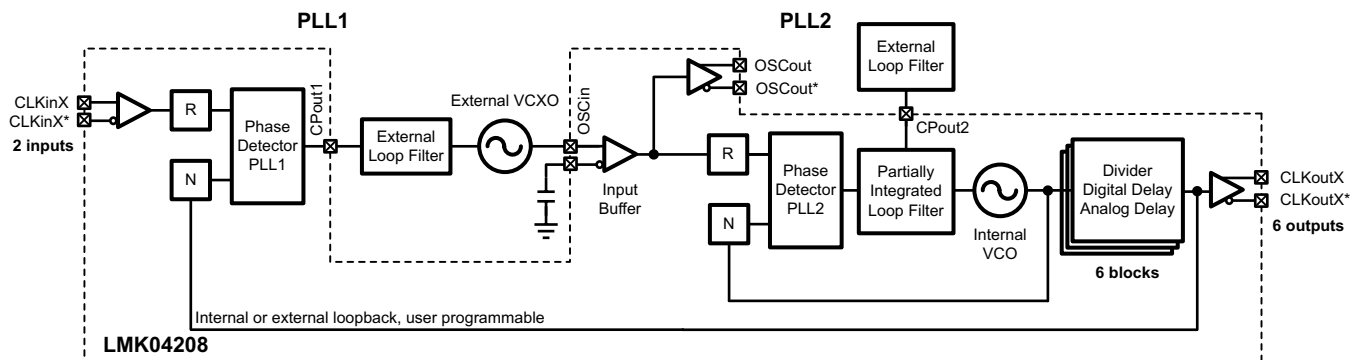 PLL1
PLL2
External
Loop Filter
OSCout
OSCout*
CLKinX
CLKinX*
2 inputs
R
N
Phase
Detector
PLL1
CPout1
External
Loop Filter
External VCXO
OSCin
Input
Buffer
R
N
Phase
Detector
PLL2
CPout2
Partially
Integrated
Loop Filter
Internal
VCO
Divider
Digital Delay
Analog Delay
6 blocks
CLKoutX
CLKoutX*
6 outputs
Internal or external loopback, user programmable
LMK04208